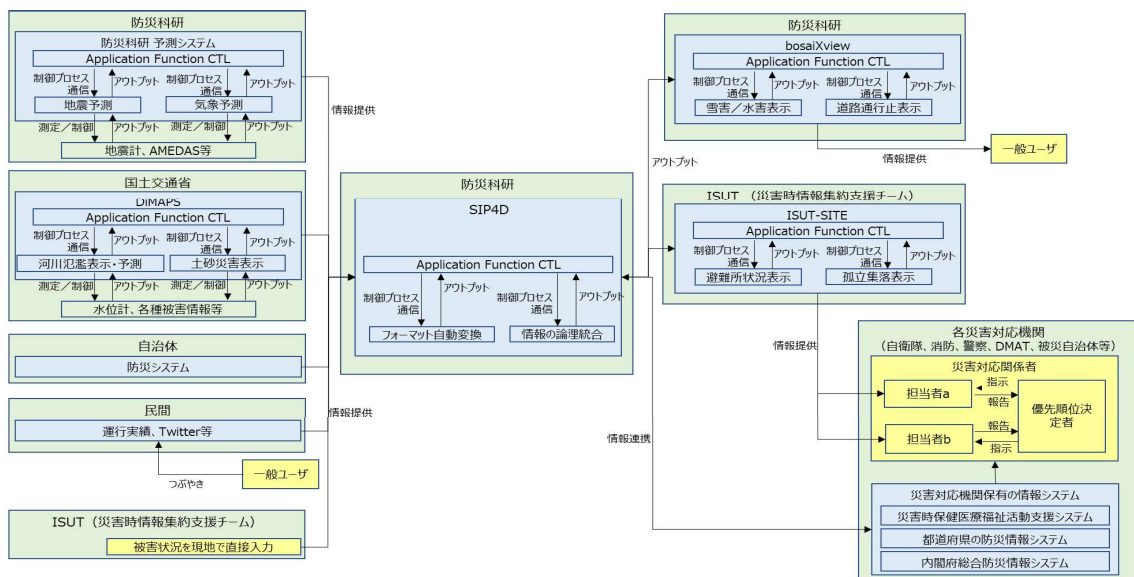 防災科研
防災科研 予測システム
Application Function CTL
制御プロセス
通信
アウトプット
制御プロセス
通信
アウトプット
地震予測
気象予測
測定／制御
アウトプット
測定／制御
アウトプット
地震計、AMEDAS等
情報提供
国土交通省
DIMAPS
Application Function CTL
制御プロセス
通信
アウトプット
制御プロセス
通信
アウトプット
河川氾濫表示・予測
土砂災害表示
測定／制御
アウトプット
測定／制御
アウトプット
水位計、各種被害情報等
自治体
防災システム
民間
運行実績、Twitter等
情報提供
つぶやき
一般ユーザ
ISUT（災害時情報集約支援チーム）
被害状況を現地で直接入力
防災科研
SIP4D
Application Function CTL
制御プロセス
通信
アウトプット
制御プロセス
通信
アウトプット
フォーマット自動変換
情報の論理統合
アウトプット
情報連携
防災科研
bosaiXview
Application Function CTL
制御プロセス
通信
アウトプット
制御プロセス
通信
アウトプット
雪害／水害表示
道路通行止表示
情報提供
一般ユーザ
ISUT （災害時情報集約支援チーム）
ISUT-SITE
Application Function CTL
制御プロセス
通信
アウトプット
制御プロセス
通信
アウトプット
避難所状況表示
孤立集落表示
情報提供
各災害対応機関
（自衛隊、消防、警察、DMAT、被災自治体等）
災害対応関係者
担当者a
指示
報告
優先順位決
定者
担当者b
報告
指示
災害対応機関保有の情報システム
災害時保健医療福祉活動支援システム
都道府県の防災情報システム
内閣府総合防災情報システム